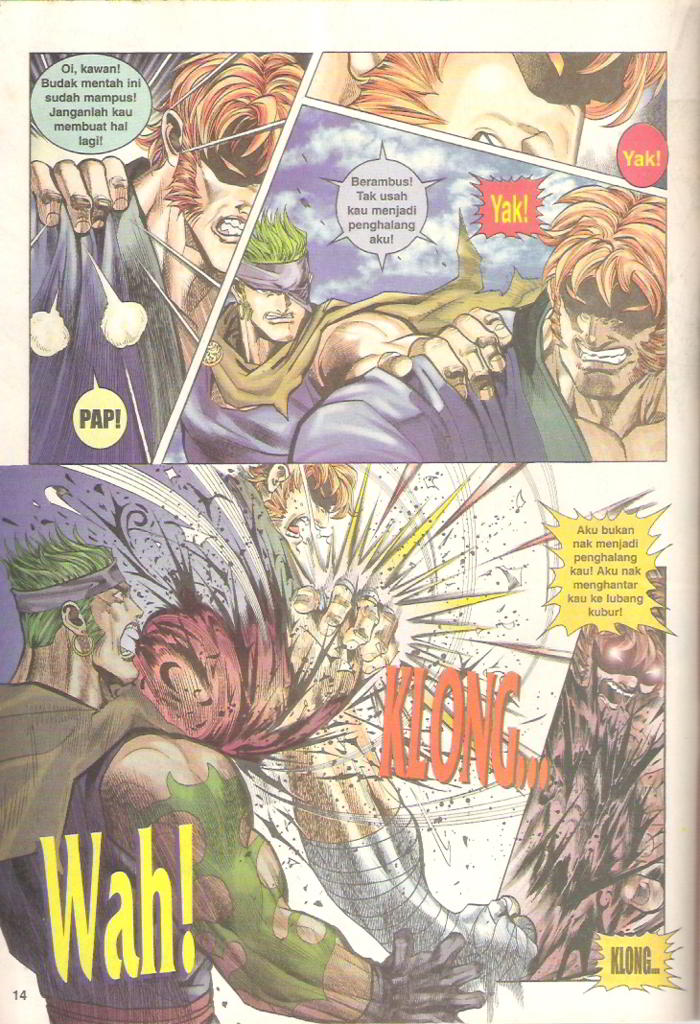 Oi, kawan!
Budak mentah ini
sudah mampus!
Janganlah kau
membuat hal
lagi!
PAP!
Yak!
Berambus!
Tak usah
kau menjadi
penghalang
aku!
Yak!
Aku bukan
nak menjadi
penghalang
kau! Aku nak
menghantar
kau ke lubang
kubur!
KLONG...
Wah!
KLONG...
14